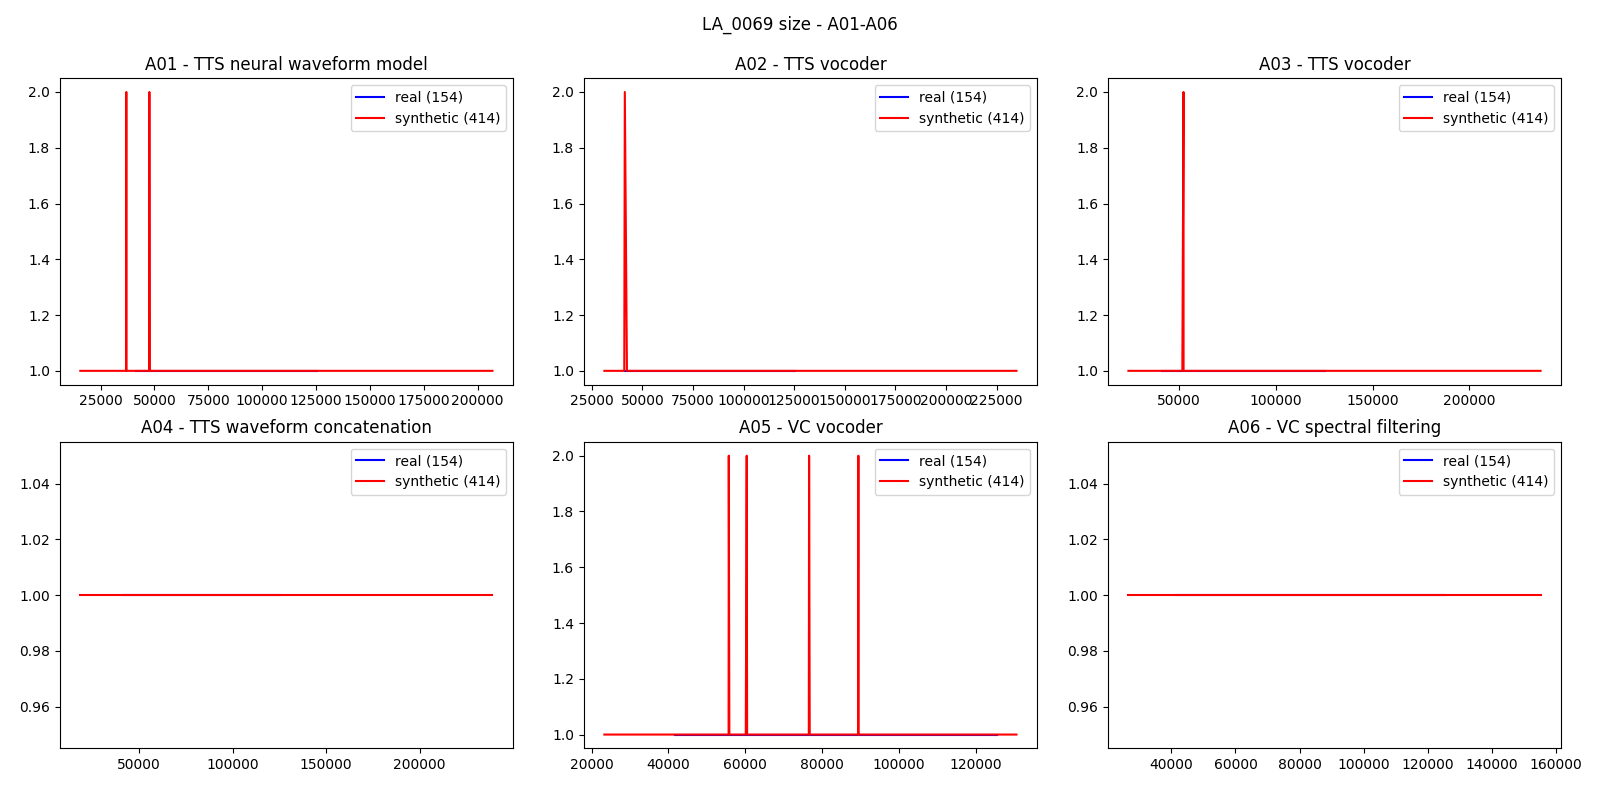 LA_0069 size - A01-A06
A01 - TTS neural waveform model
2.0
1.8
1.6
1.4
1.2
1.0
real (154)
synthetic (414)
25000 50000 75000 100000 125000 150000 175000 200000
A02 - TTS vocoder
2.0
1.8
1.6
1.4
1.2
1.0
real (154)
synthetic (414)
25000 50000 75000 100000 125000 150000 175000 200000 225000
A03 - TTS vocoder
2.0
1.8
1.6
1.4
1.2
1.0
real (154)
synthetic (414)
50000 100000 150000 200000
A04 - TTS waveform concatenation
1.04
1.02
1.00
0.98
0.96
real (154)
synthetic (414)
50000 100000 150000 200000
A05 - VC vocoder
2.0
1.8
1.6
1.4
1.2
1.0
real (154)
synthetic (414)
20000 40000 60000 80000 100000 120000
A06 - VC spectral filtering
1.04
1.02
1.00
0.98
0.96
real (154)
synthetic (414)
40000 60000 80000 100000 120000 140000 160000